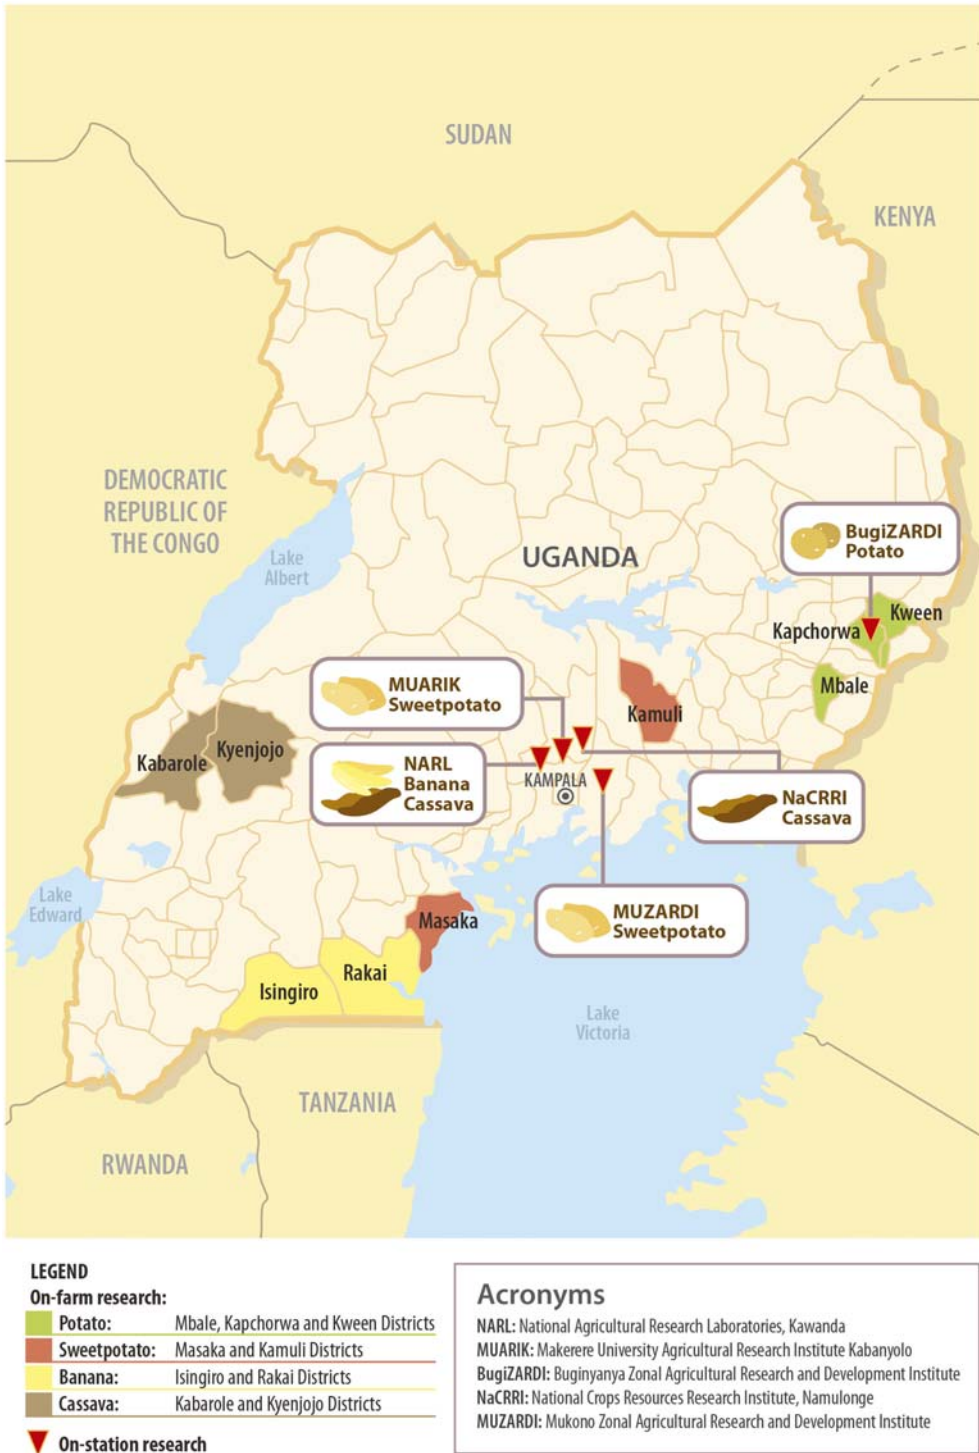 SUDAN
KENYA
DEMOCRATIC
REPUBLIC OF
THE CONGO
Lake
Albert
UGANDA
BugiZARDI
Potato
Kween
Kapchorwa
Mbale
MUARIK
Sweetpotato
Kamuli
Kabarole
Kyenjojo
NARL
Banana
Cassava
KAMPALA
NaCRRI
Cassava
Lake
Edward
Masaka
MUZARDI
Sweetpotato
Rakai
Isingiro
Lake
Victoria
TANZANIA
RWANDA
LEGEND
On-farm research:
Potato: Mbale, Kapchorwa and Kween Districts
Sweetpotato: Masaka and Kamuli Districts
Banana: Isingiro and Rakai Districts
Cassava: Kabarole and Kyenjojo Districts
On-station research
Acronyms
NARL: National Agricultural Research Laboratories, Kawanda
MUARIK: Makerere University Agricultural Research Institute Kabanyolo
BugiZARDI: Buginyanya Zonal Agricultural Research and Development Institute
NaCRRI: National Crops Resources Research Institute, Namulonge
MUZARDI: Mukono Zonal Agricultural Research and Development Institute